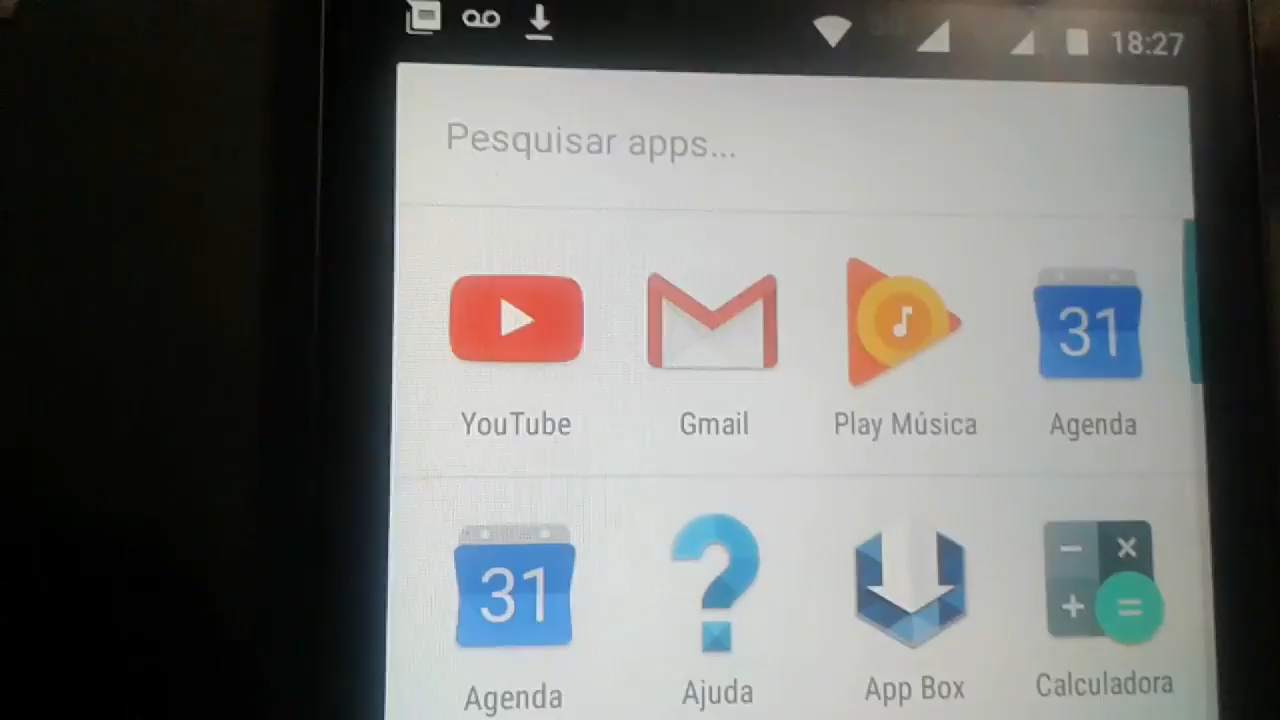 18:27
Pesquisar apps...
YouTube
Gmail
Play Música
31
Agenda
31
Agenda
Ajuda
App Box
Calculadora